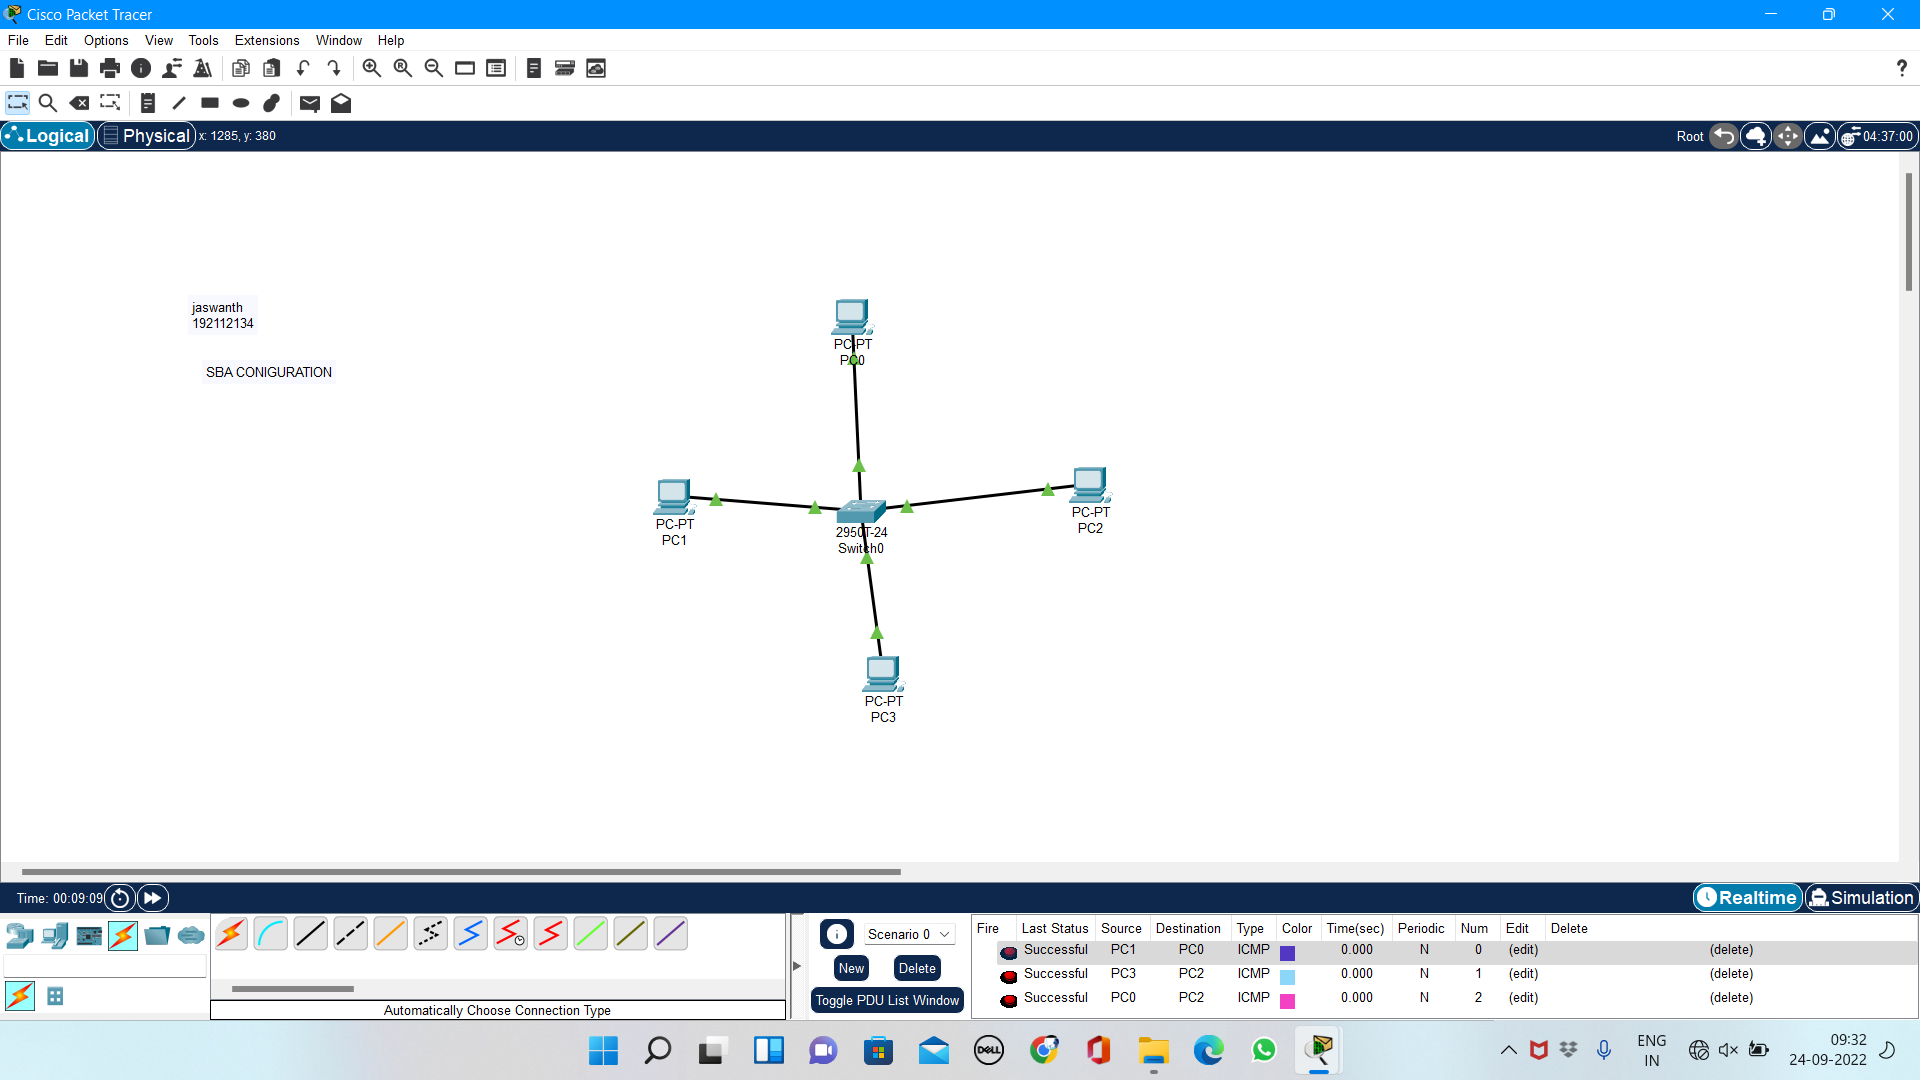 Cisco Packet Tracer
File Edit Options View Tools Extensions Window Help
?
Logical Physical x: 1285, y: 380 Root 04:37:00
jaswanth
192112134
SBA CONIGURATION
PC-PT
PC0
PC-PT
PC1
PC-PT
PC2
2950T-24
Switch0
PC-PT
PC3
Time: 00:09:09 Realtime Simulation
Scenario 0
New Delete
Toggle PDU List Window
Automatically Choose Connection Type
Fire Last Status Source Destination Type Color Time(sec) Periodic Num Edit Delete
Successful PC1 PC0 ICMP 0.000 N 0 (edit) (delete)
Successful PC3 PC2 ICMP 0.000 N 1 (edit) (delete)
Successful PC0 PC2 ICMP 0.000 N 2 (edit) (delete)
DELL
ENG
IN
09:32
24-09-2022